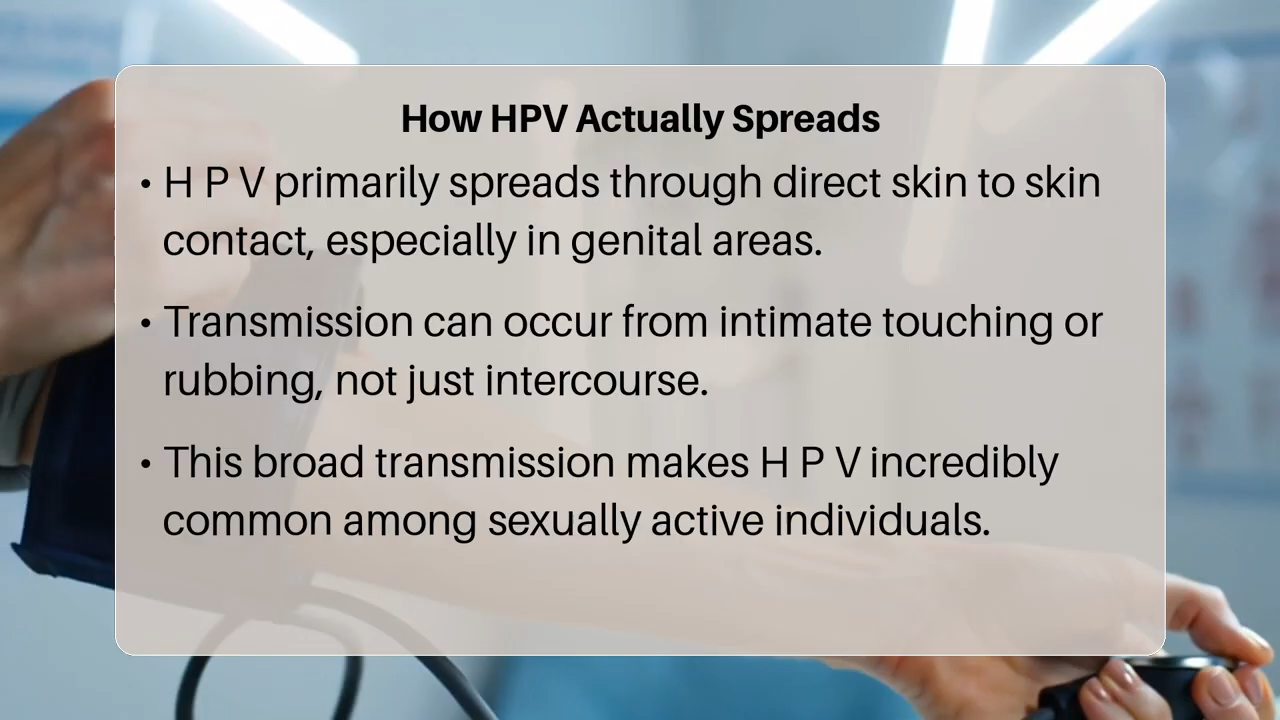 How HPV Actually Spreads
• H P V primarily spreads through direct skin to skin
contact, especially in genital areas.
• Transmission can occur from intimate touching or
rubbing, not just intercourse.
• This broad transmission makes H P V incredibly
common among sexually active individuals.